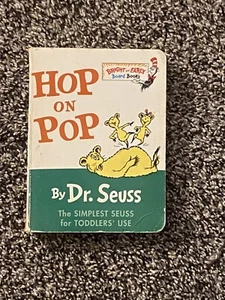 BRIGHT and EARLY
Board Books
HOP
ON
POP
By Dr. Seuss
The SIMPLEST SEUSS
for TODDLERS' USE